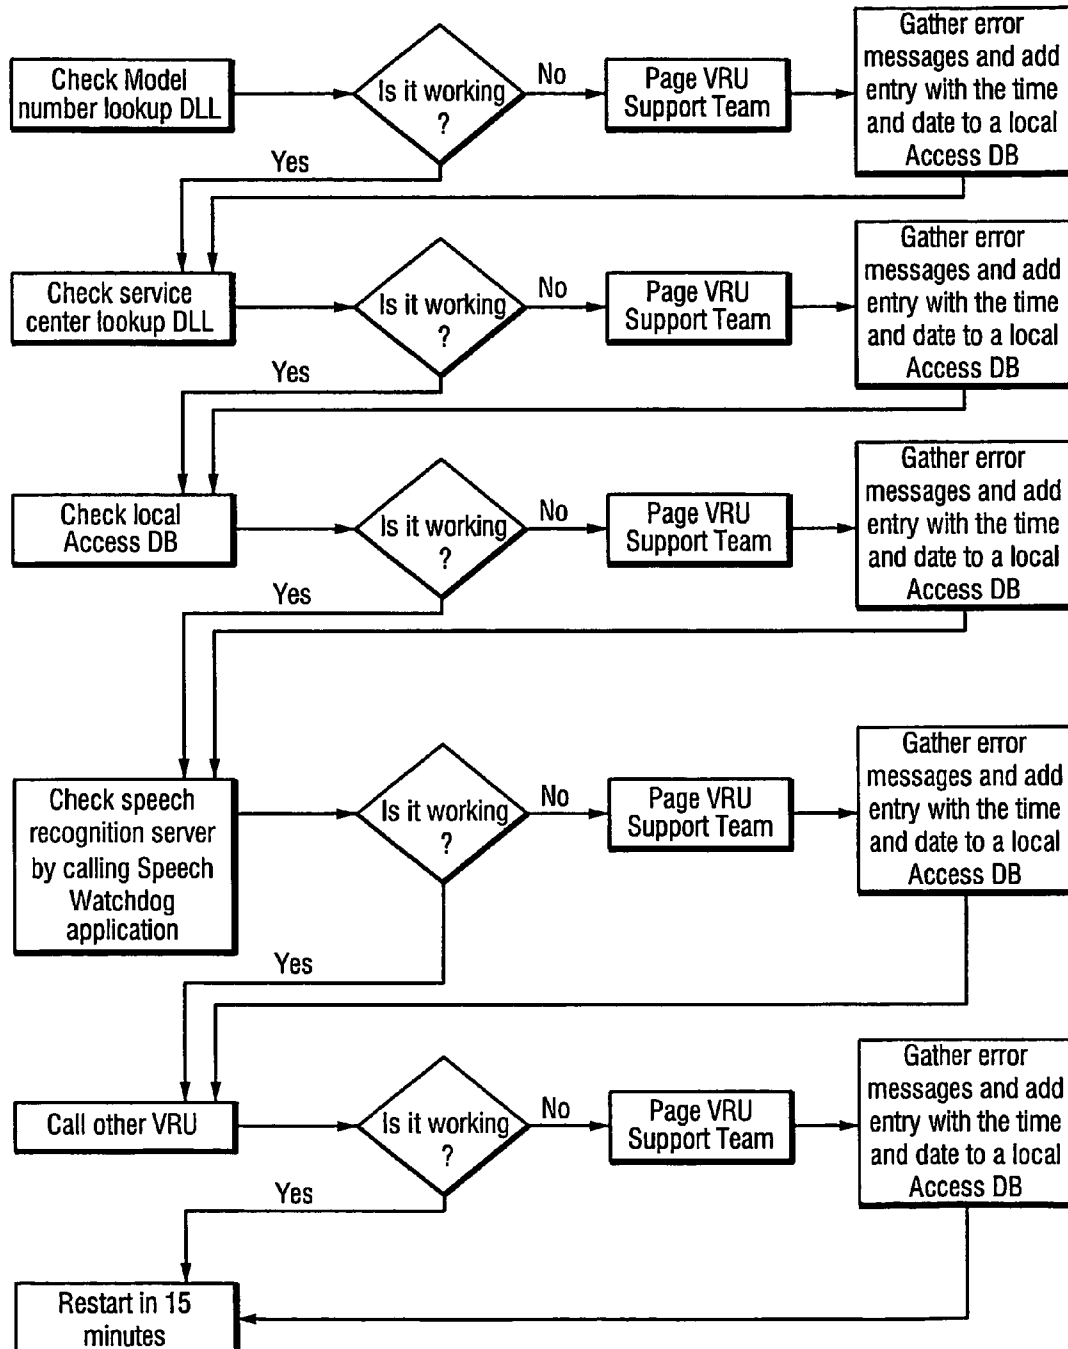 Check Model
number lookup DLL
Is it working
?
No
Page VRU
Support Team
Gather error
messages and add
entry with the time
and date to a local
Access DB
Yes
Check service
center lookup DLL
Is it working
?
No
Page VRU
Support Team
Gather error
messages and add
entry with the time
and date to a local
Access DB
Yes
Check local
Access DB
Is it working
?
No
Page VRU
Support Team
Gather error
messages and add
entry with the time
and date to a local
Access DB
Yes
Check speech
recognition server
by calling Speech
Watchdog
application
Is it working
?
No
Page VRU
Support Team
Gather error
messages and add
entry with the time
and date to a local
Access DB
Yes
Call other VRU
Is it working
?
No
Page VRU
Support Team
Gather error
messages and add
entry with the time
and date to a local
Access DB
Yes
Restart in 15
minutes